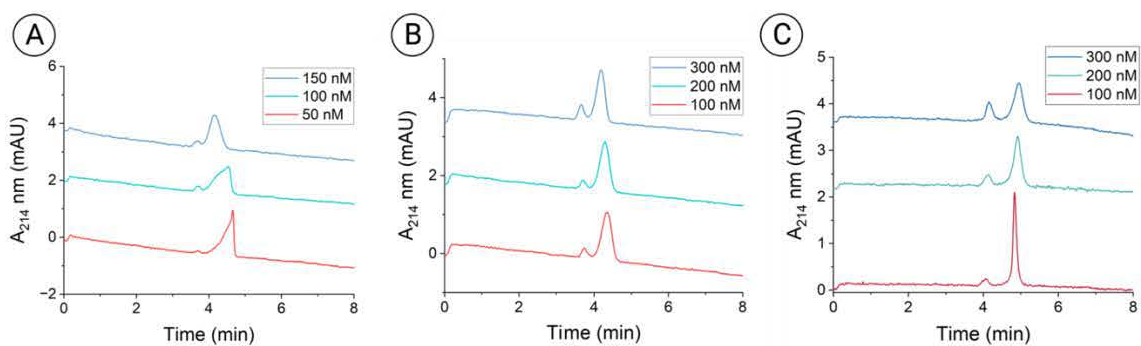 A
A214 nm (mAU)
6
4
2
0
−2
150 nM
100 nM
50 nM
0 2 4 6 8
Time (min)
B
A214 nm (mAU)
4
2
0
300 nM
200 nM
100 nM
0 2 4 6 8
Time (min)
C
A214 nm (mAU)
5
4
3
2
1
0
300 nM
200 nM
100 nM
0 2 4 6 8
Time (min)